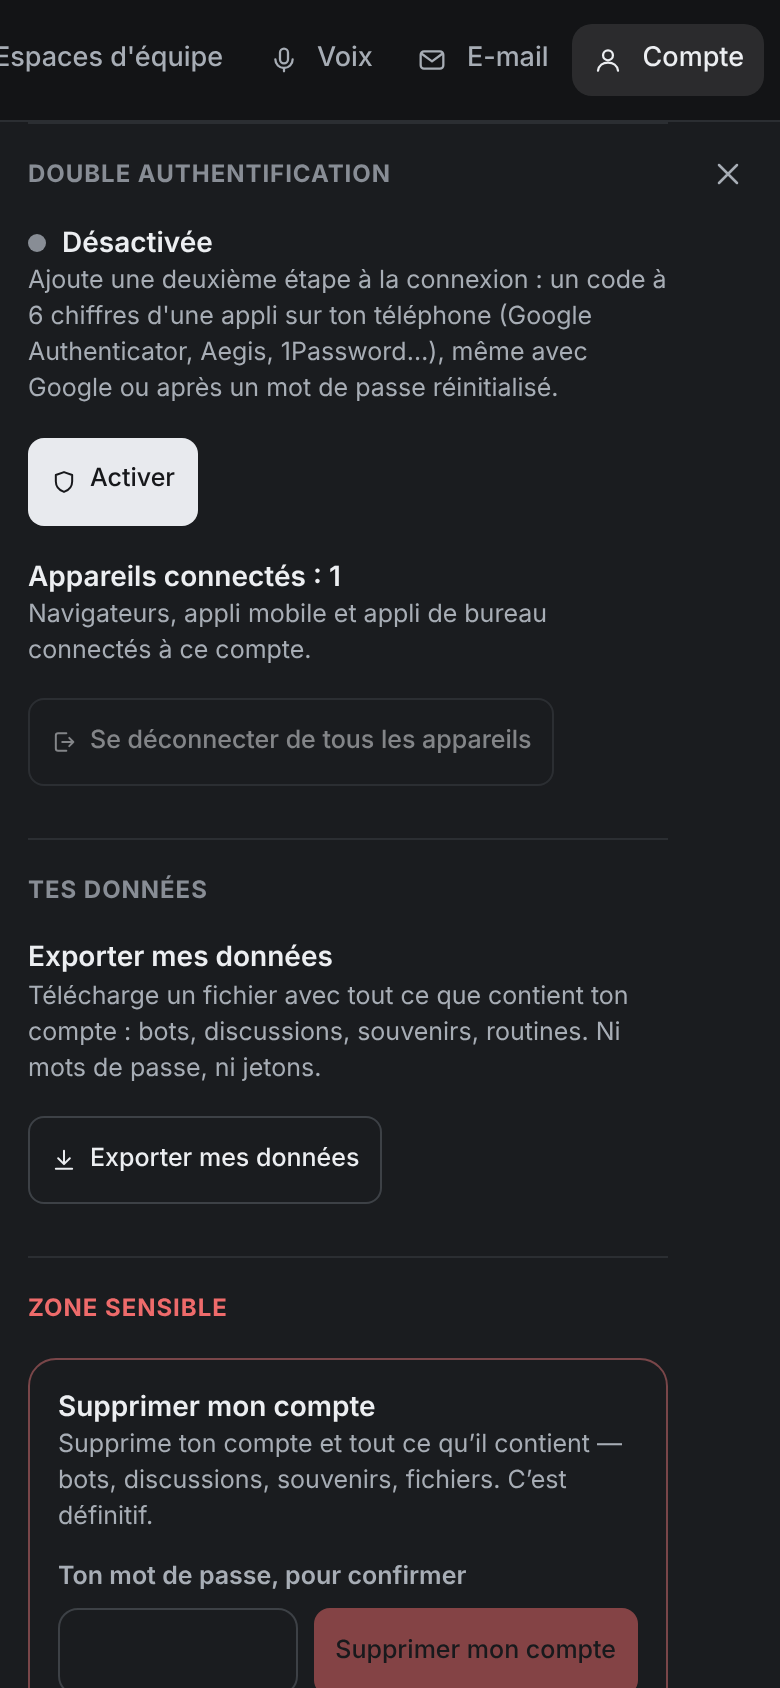 Espaces d'équipe
Voix
E-mail
Compte
DOUBLE AUTHENTIFICATION
Désactivée
Ajoute une deuxième étape à la connexion : un code à
6 chiffres d'une appli sur ton téléphone (Google
Authenticator, Aegis, 1Password…), même avec
Google ou après un mot de passe réinitialisé.
Activer
Appareils connectés : 1
Navigateurs, appli mobile et appli de bureau
connectés à ce compte.
Se déconnecter de tous les appareils
TES DONNÉES
Exporter mes données
Télécharge un fichier avec tout ce que contient ton
compte : bots, discussions, souvenirs, routines. Ni
mots de passe, ni jetons.
Exporter mes données
ZONE SENSIBLE
Supprimer mon compte
Supprime ton compte et tout ce qu’il contient —
bots, discussions, souvenirs, fichiers. C’est
définitif.
Ton mot de passe, pour confirmer
Supprimer mon compte